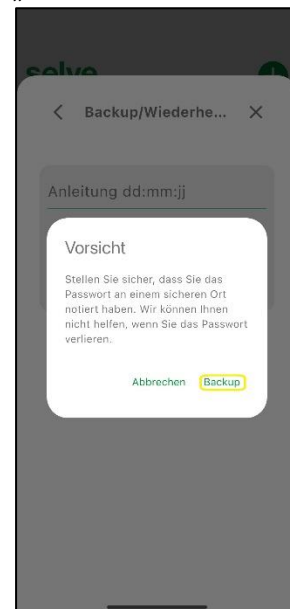 selve
Backup/Wiederhe...
Anleitung dd:mm:jj
Vorsicht
Stellen Sie sicher, dass Sie das
Passwort an einem sicheren Ort
notiert haben. Wir können Ihnen
nicht helfen, wenn Sie das Passwort
verlieren.
Abbrechen Backup